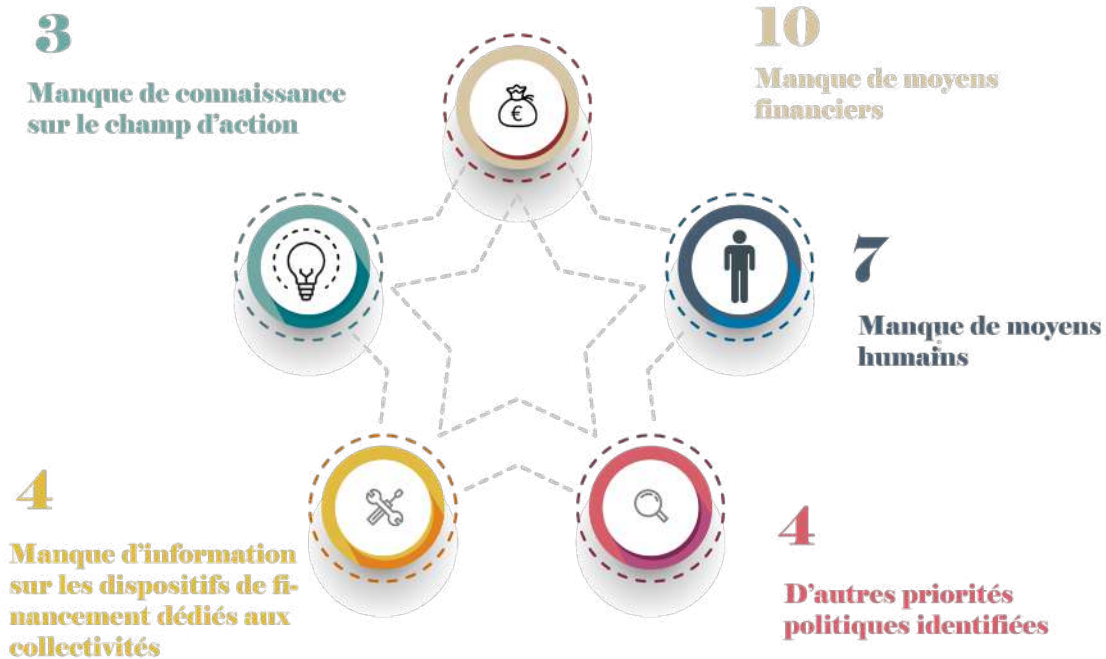 3
Manque de connaissance
sur le champ d'action
10
Manque de moyens
financiers
€
7
Manque de moyens
humains
4
Manque d'information
sur les dispositifs de fi-
nancement dédiés aux
collectivités
4
D'autres priorités
politiques identifiées